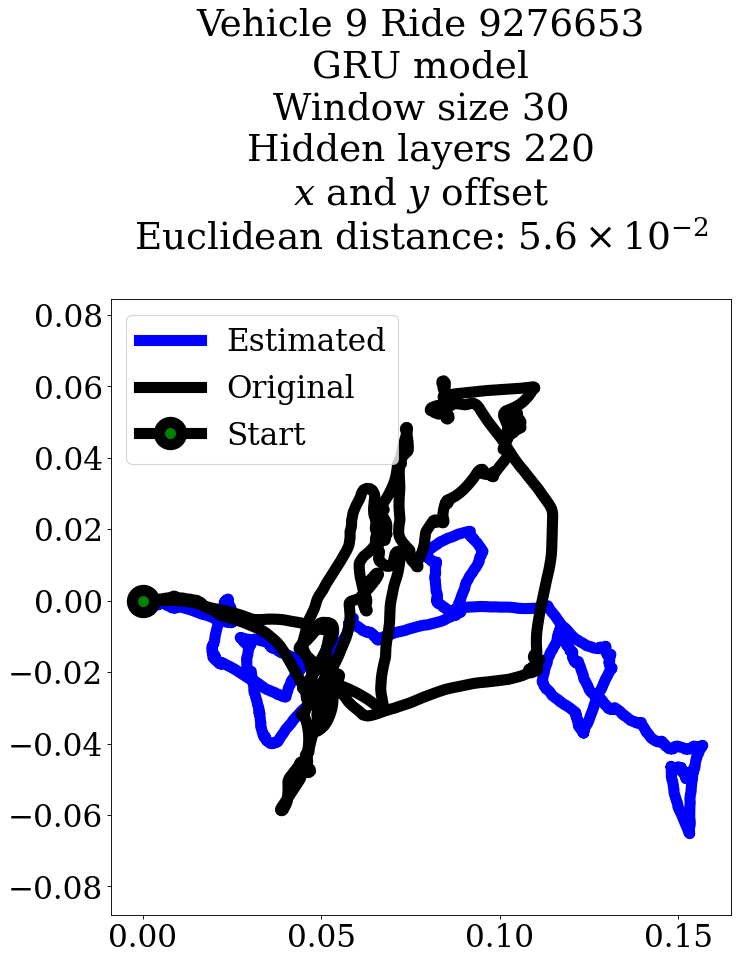 Vehicle 9 Ride 9276653
GRU model
Window size 30
Hidden layers 220
x and y offset
Euclidean distance: 5.6 × 10⁻²
Estimated
Original
Start
0.08
0.06
0.04
0.02
0.00
−0.02
−0.04
−0.06
−0.08
0.00 0.05 0.10 0.15